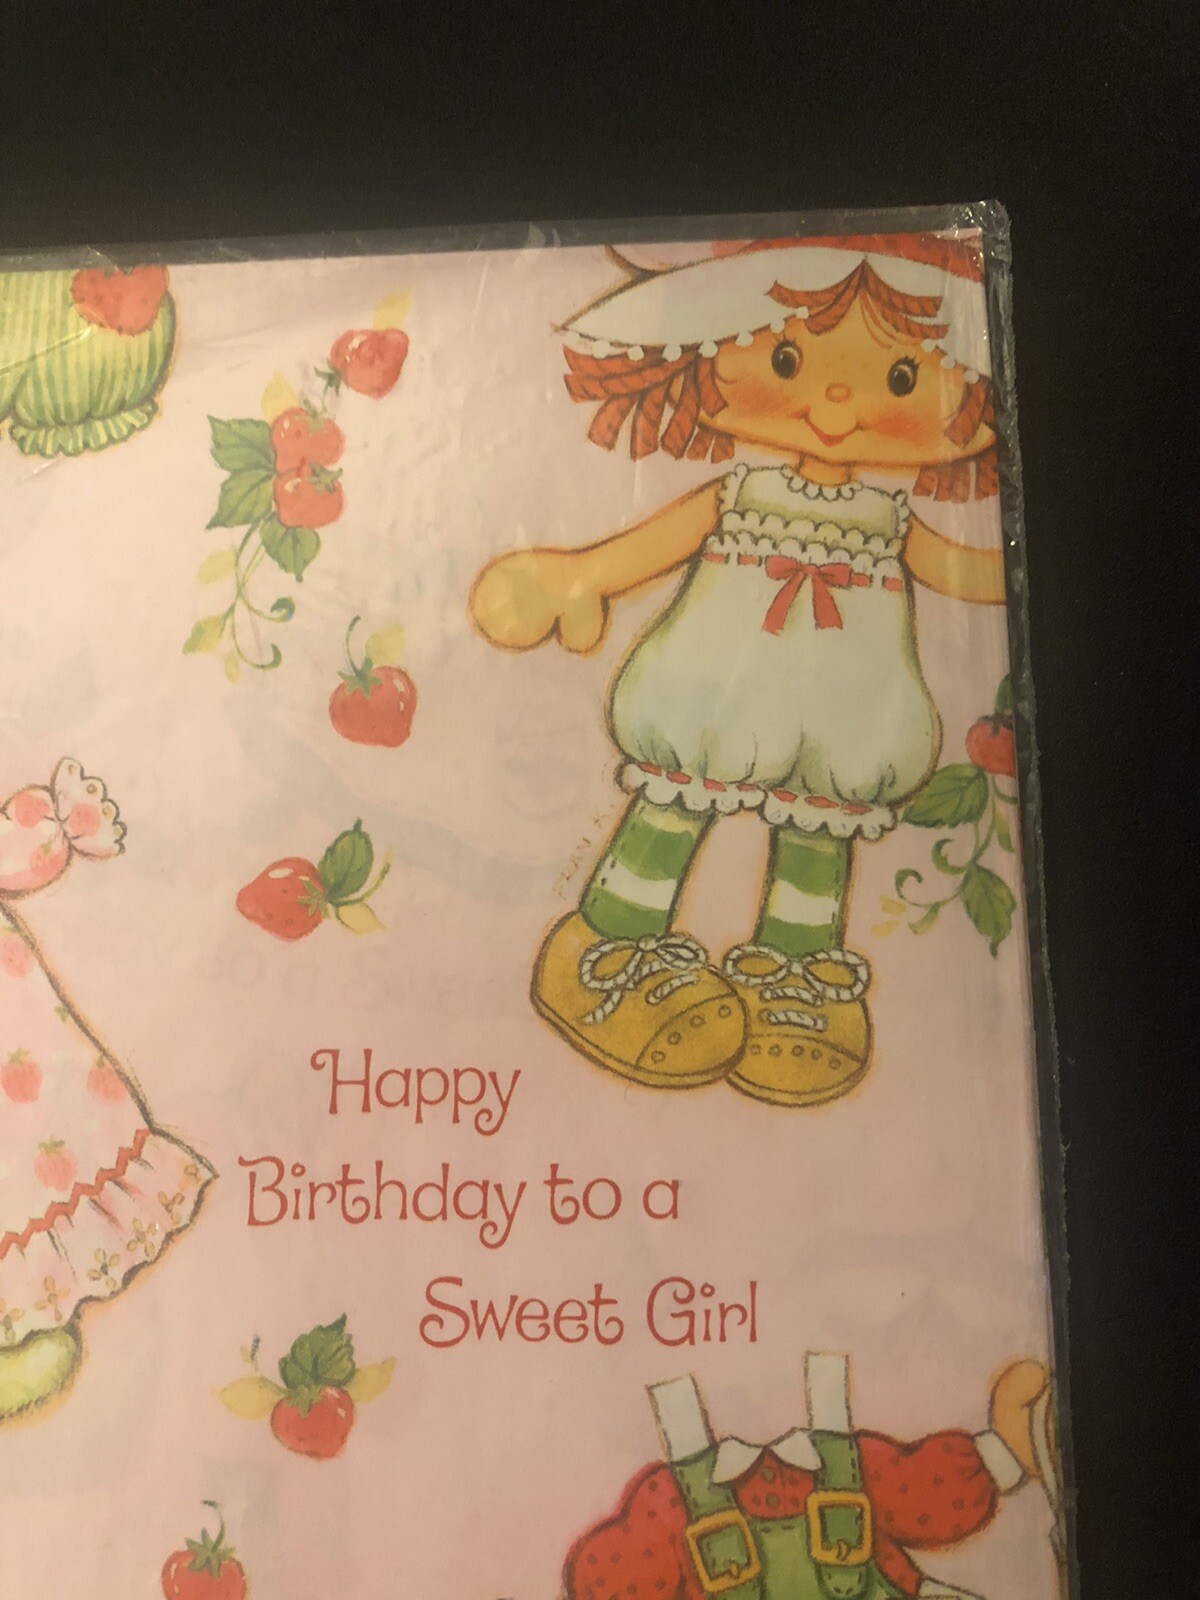 Happy
Birthday to a
Sweet Girl